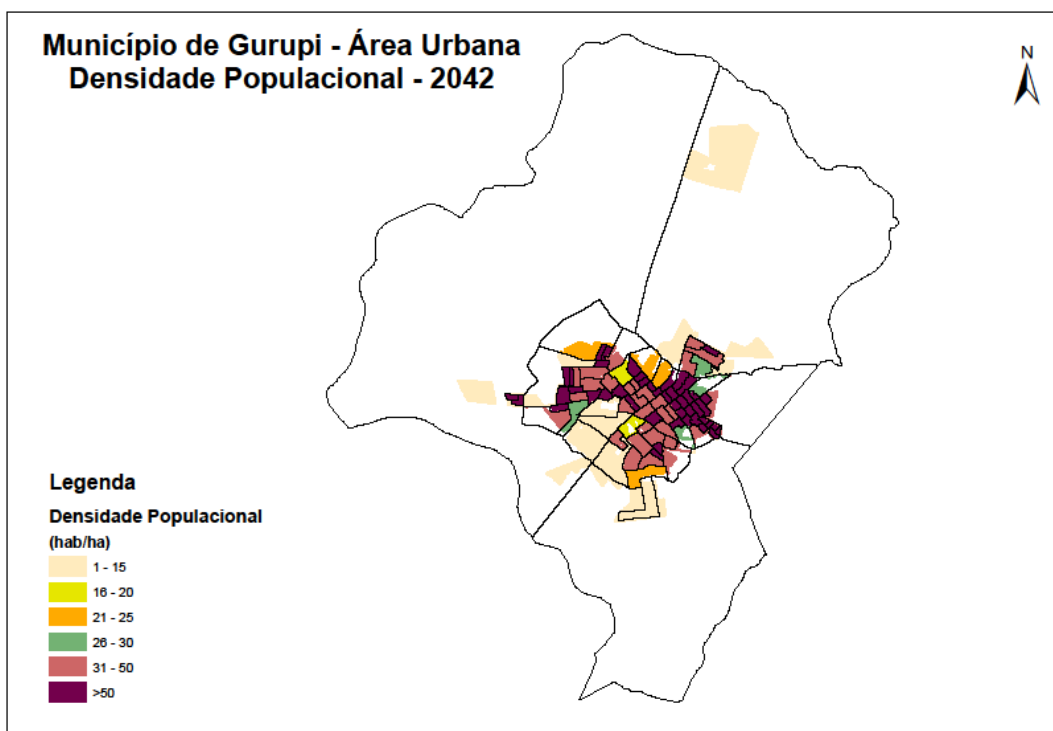 Município de Gurupi - Área Urbana
Densidade Populacional - 2042
N
Legenda
Densidade Populacional
(hab/ha)
1 - 15
16 - 20
21 - 25
26 - 30
31 - 50
>50